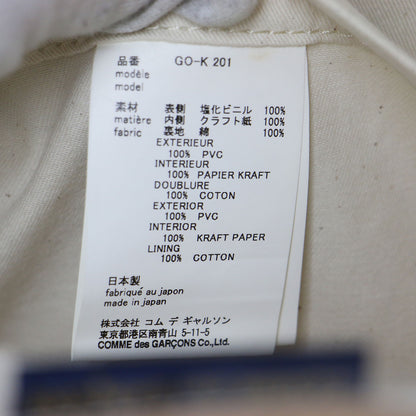 品番 GO-K 201
modèle
model
素材 表側 塩化ビニル 100%
matière 内側 クラフト紙 100%
fabric 裏地 綿 100%
EXTERIEUR
100% PVC
INTERIEUR
100% PAPIER KRAFT
DOUBLURE
100% COTON
EXTERIOR
100% PVC
INTERIOR
100% KRAFT PAPER
LINING
100% COTTON
日本製
fabriqué au japon
made in japan
株式会社 コム デ ギャルソン
東京都港区南青山 5-11-5
COMME des GARÇONS Co., Ltd.